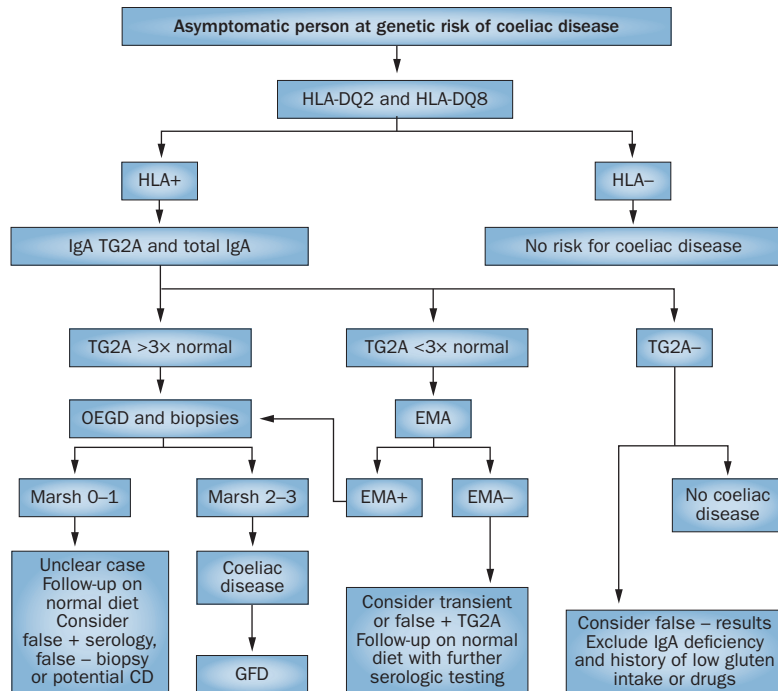 Asymptomatic person at genetic risk of coeliac disease
HLA-DQ2 and HLA-DQ8
HLA+
HLA–
IgA TG2A and total IgA
No risk for coeliac disease
TG2A >3× normal
TG2A <3× normal
TG2A–
OEGD and biopsies
EMA
Marsh 0–1
Marsh 2–3
EMA+
EMA–
No coeliac
disease
Unclear case
Follow-up on
normal diet
Consider
false + serology,
false – biopsy
or potential CD
Coeliac
disease
GFD
Consider transient
or false + TG2A
Follow-up on normal
diet with further
serologic testing
Consider false – results
Exclude IgA deficiency
and history of low gluten
intake or drugs